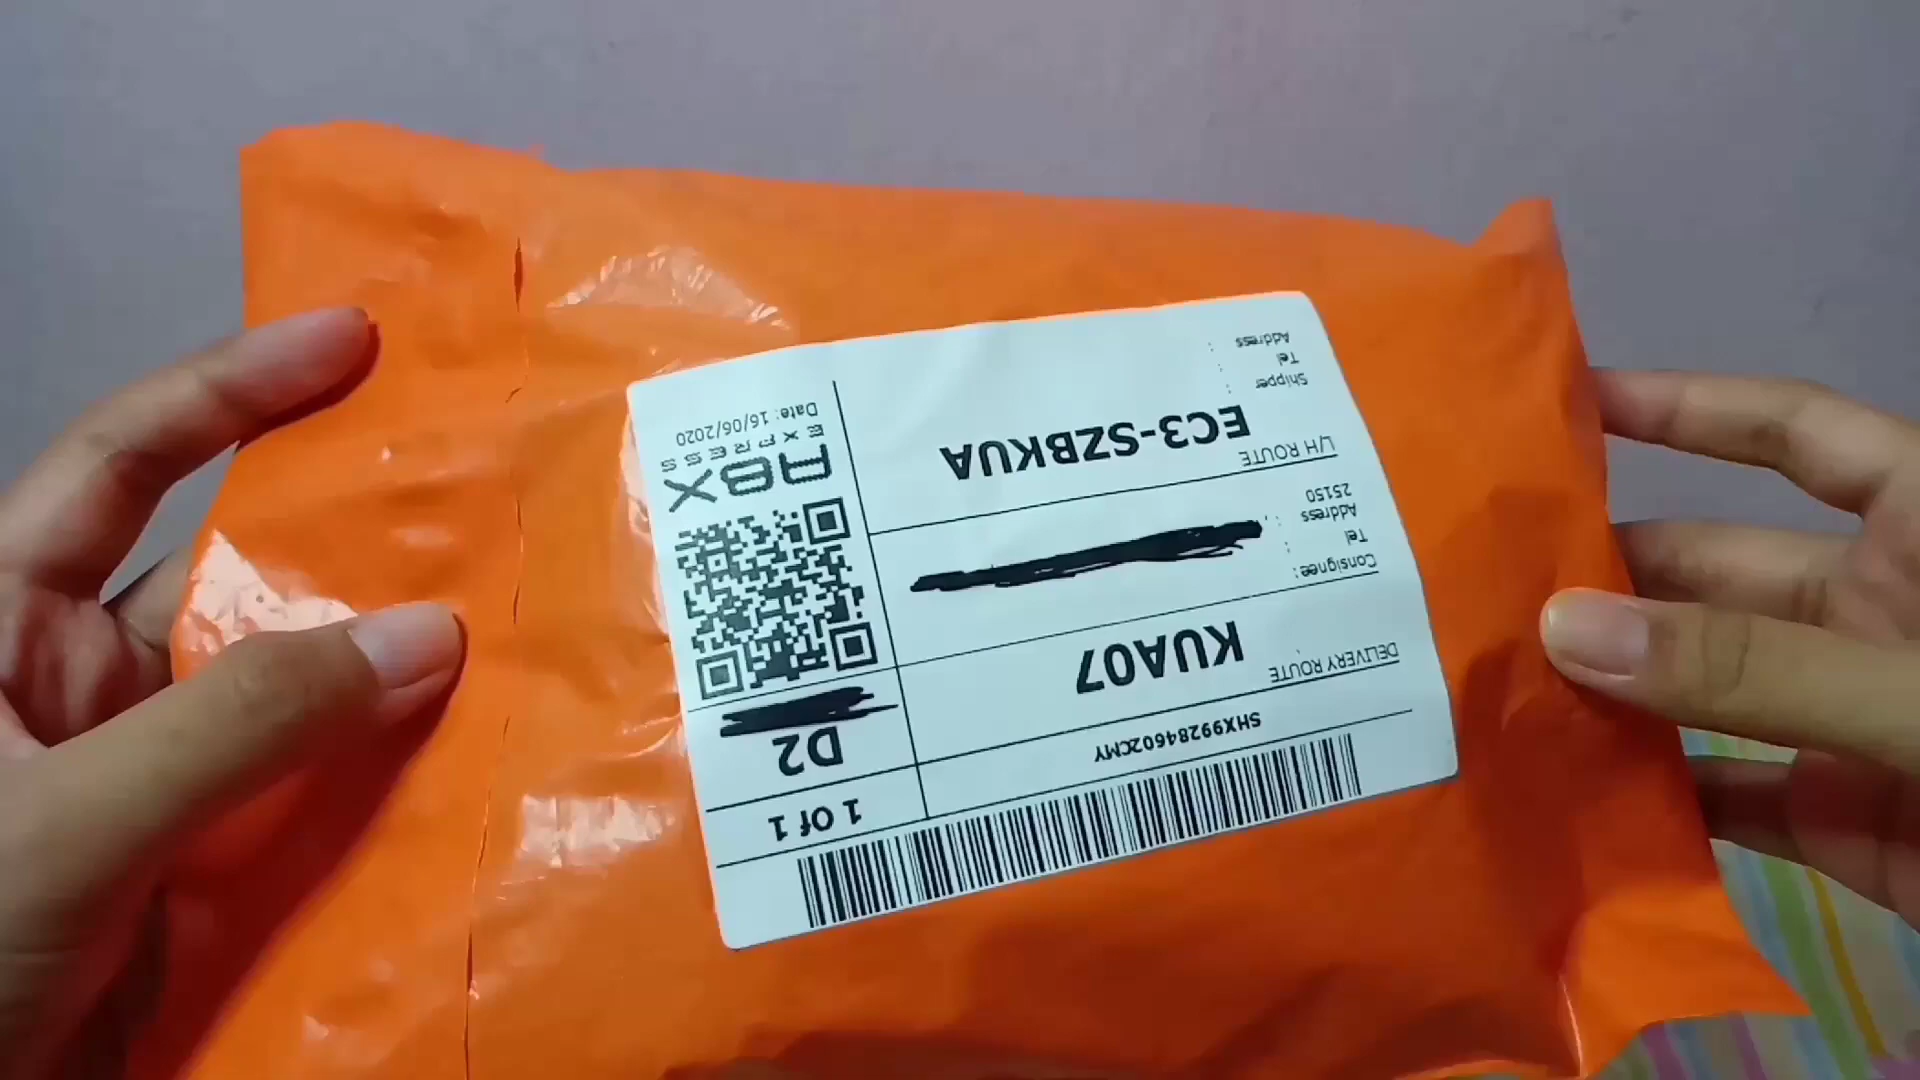 SHX99284602CMY
1 Of 1
DELIVERY ROUTE
KUA07
D2
Consignee:
Tel :
Address :
25150
L/H ROUTE
EC3-SZBKUA
Shipper :
Tel :
Address :
ABX
EXPRESS
Date: 16/06/2020